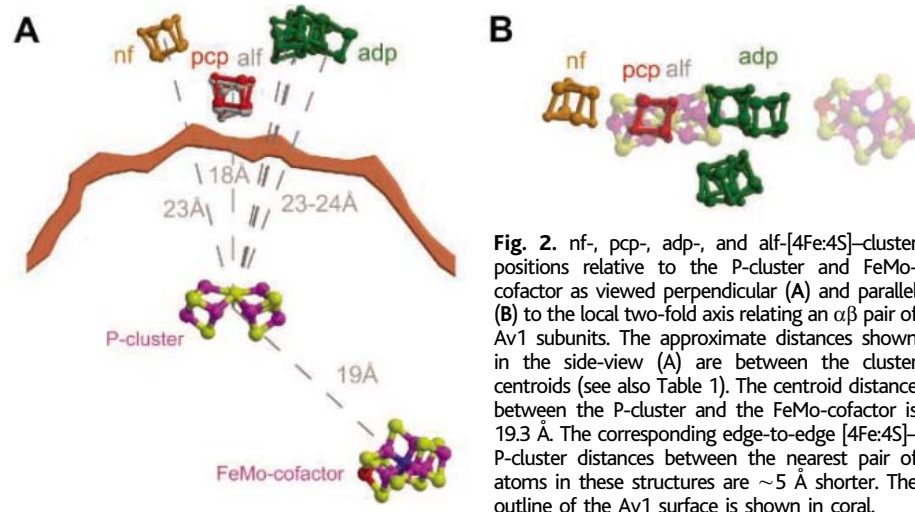 A
nf
pcp alf
adp
18Å
23Å
23-24Å
P-cluster
19Å
FeMo-cofactor
B
pcp alf
adp
nf
Fig. 2. nf-, pcp-, adp-, and alf-[4Fe:4S]–cluster
positions relative to the P-cluster and FeMo-
cofactor as viewed perpendicular (A) and parallel
(B) to the local two-fold axis relating an αβ pair of
Av1 subunits. The approximate distances shown
in the side-view (A) are between the cluster
centroids (see also Table 1). The centroid distance
between the P-cluster and the FeMo-cofactor is
19.3 Å. The corresponding edge-to-edge [4Fe:4S]–
P-cluster distances between the nearest pair of
atoms in these structures are ~5 Å shorter. The
outline of the Av1 surface is shown in coral.